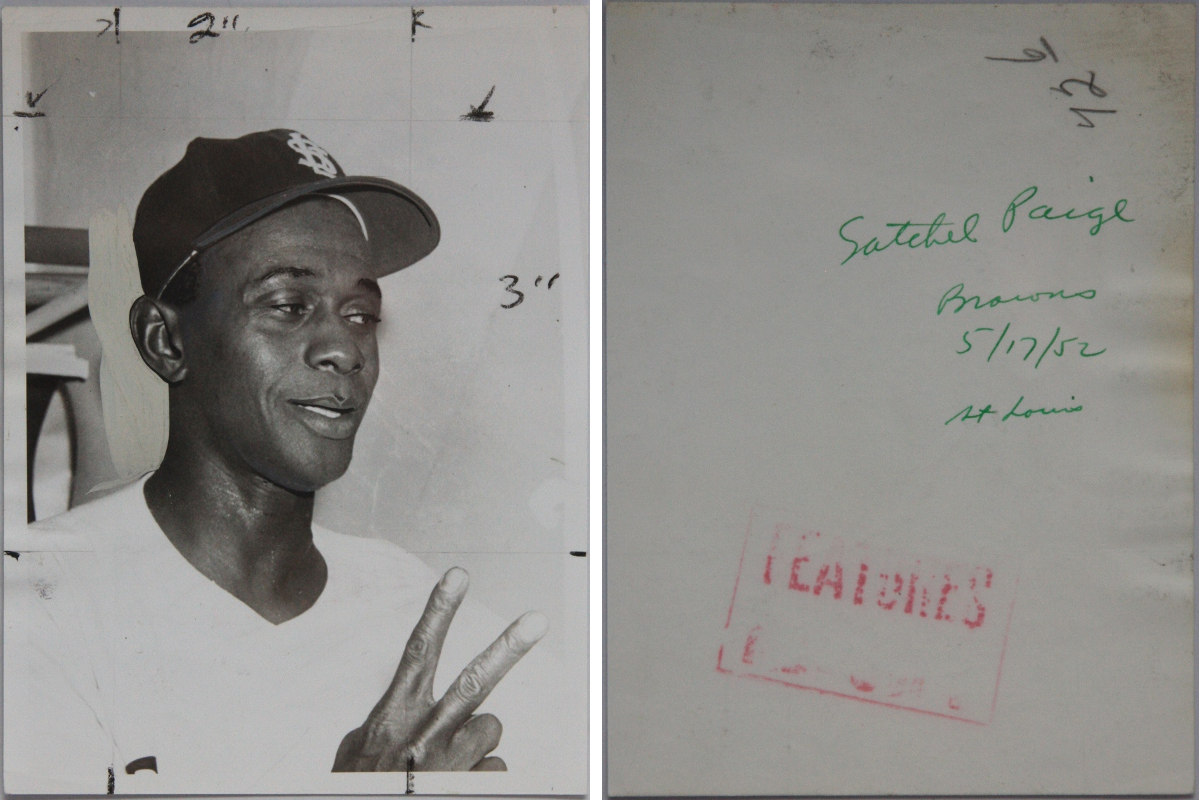 2"
3"
Satchel Paige
Browns
5/17/52
St Louis
FEATURES